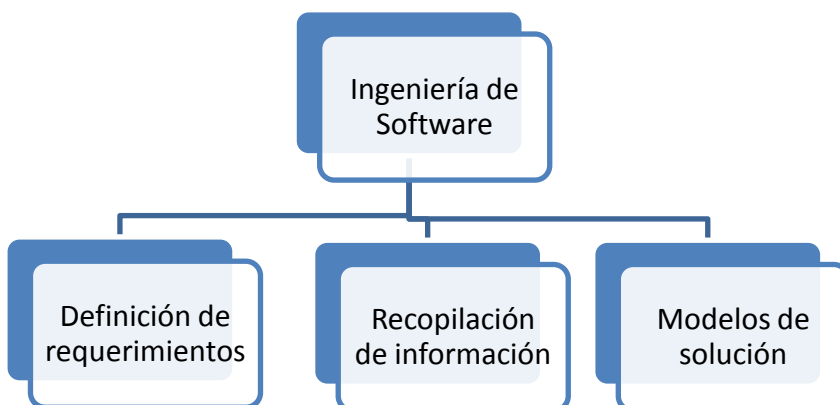 Ingeniería de
Software
Definición de
requerimientos
Recopilación
de información
Modelos de
solución